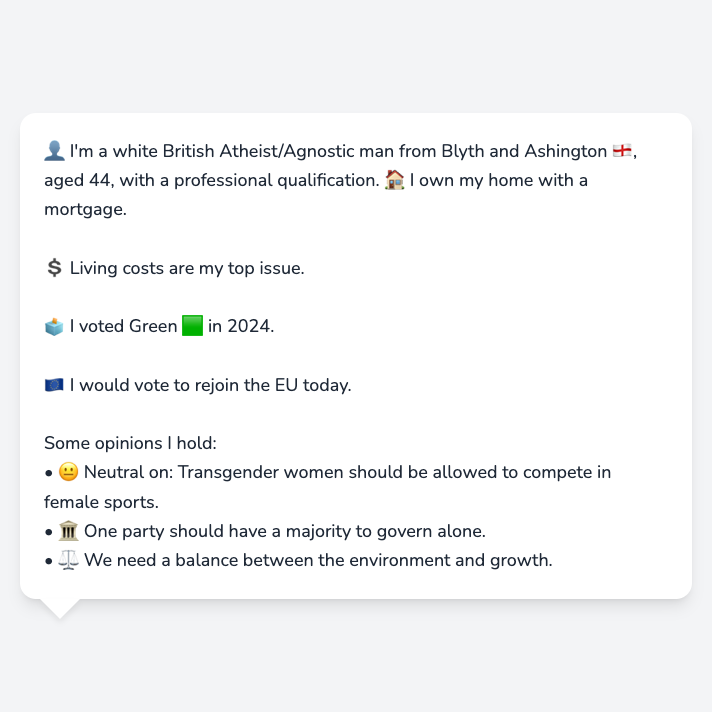 👤 I'm a white British Atheist/Agnostic man from Blyth and Ashington 🏴󠁧󠁢󠁥󠁮󠁧󠁿,
aged 44, with a professional qualification. 🏠 I own my home with a
mortgage.
💲 Living costs are my top issue.
🗳️ I voted Green 🟩 in 2024.
🇪🇺 I would vote to rejoin the EU today.
Some opinions I hold:
• 😐 Neutral on: Transgender women should be allowed to compete in
female sports.
• 🏛️ One party should have a majority to govern alone.
• ⚖️ We need a balance between the environment and growth.